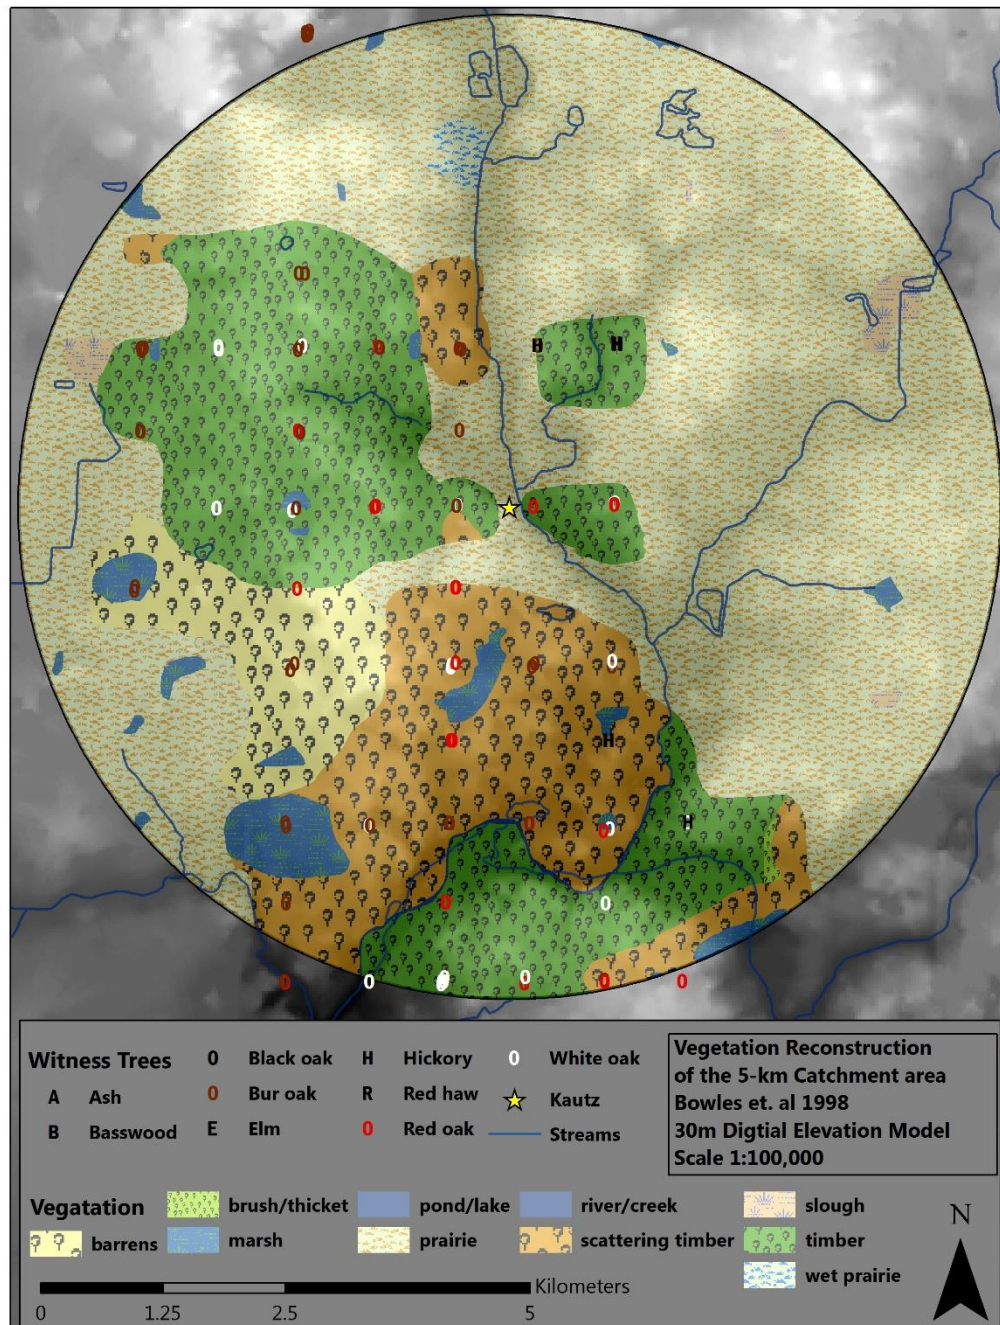 H H
H
H
Witness Trees
A Ash
B Basswood
0 Black oak
0 Bur oak
E Elm
H Hickory
R Red haw
0 Red oak
0 White oak
Kautz
Streams
Vegetation Reconstruction
of the 5-km Catchment area
Bowles et. al 1998
30m Digtial Elevation Model
Scale 1:100,000
Vegatation
barrens
brush/thicket
marsh
pond/lake
prairie
river/creek
scattering timber
slough
timber
wet prairie
N
Kilometers
0 1.25 2.5 5